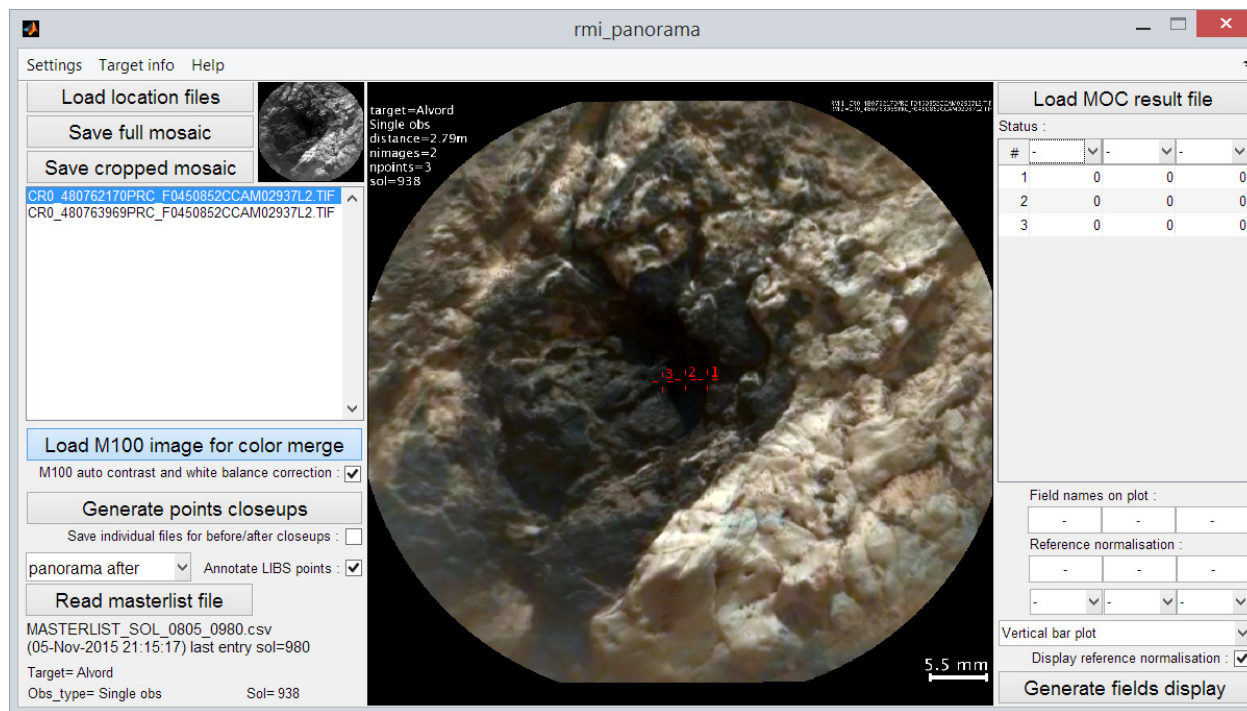 rmi_panorama
Settings Target info Help
Load location files
Save full mosaic
Save cropped mosaic
CR0_480762170PRC_F0450852CCAM02937L2.TIF
CR0_480763969PRC_F0450852CCAM02937L2.TIF
Load M100 image for color merge
M100 auto contrast and white balance correction :
Generate points closeups
Save individual files for before/after closeups :
panorama after Annotate LIBS points :
Read masterlist file
MASTERLIST_SOL_0805_0980.csv
(05-Nov-2015 21:15:17) last entry sol=980
Target= Alvord
Obs_type= Single obs Sol= 938
target=Alvord
Single obs
distance=2.79m
nimages=2
npoints=3
sol=938
3 2 1
5.5 mm
Load MOC result file
Status :
# - - -
1 0 0 0
2 0 0 0
3 0 0 0
Field names on plot :
- - -
Reference normalisation :
- - -
- - -
Vertical bar plot
Display reference normalisation :
Generate fields display